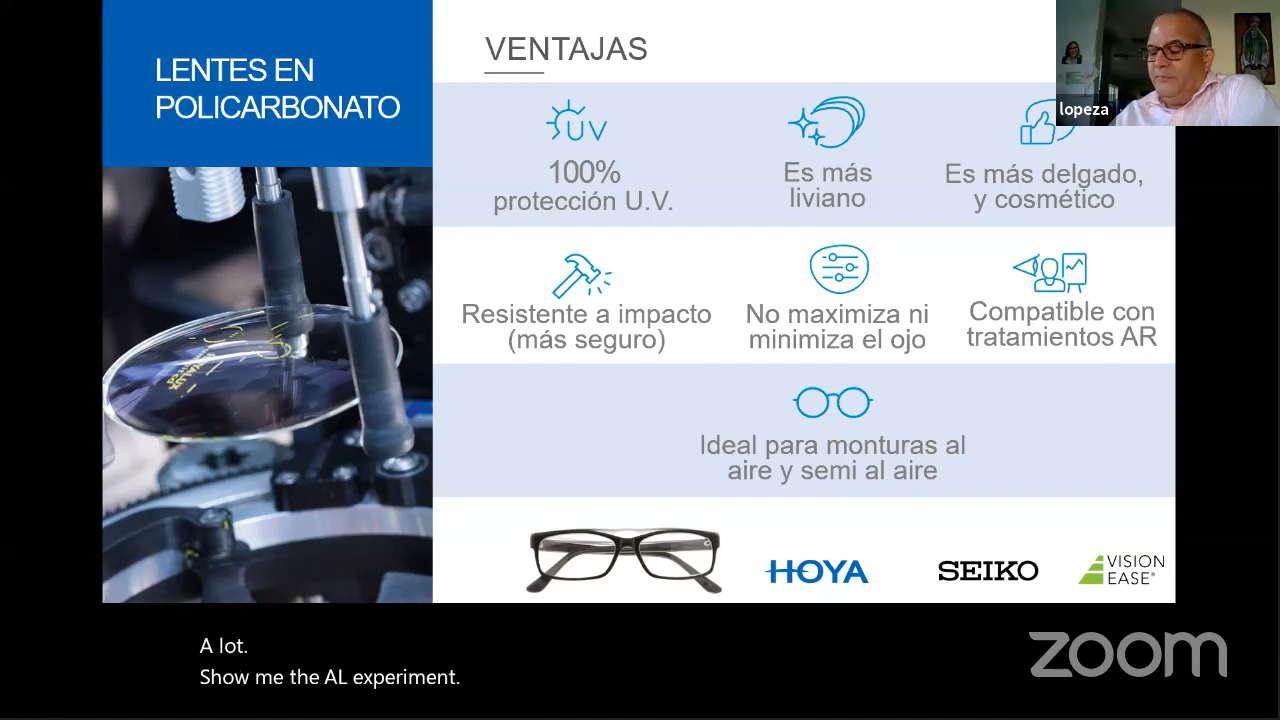 LENTES EN
POLICARBONATO
VENTAJAS
UV
100%
protección U.V.
Es más
liviano
Es más delgado,
y cosmético
Resistente a impacto
(más seguro)
No maximiza ni
minimiza el ojo
Compatible con
tratamientos AR
Ideal para monturas al
aire y semi al aire
HOYA
SEIKO
VISION
EASE®
lopeza
A lot.
Show me the AL experiment.
zoom